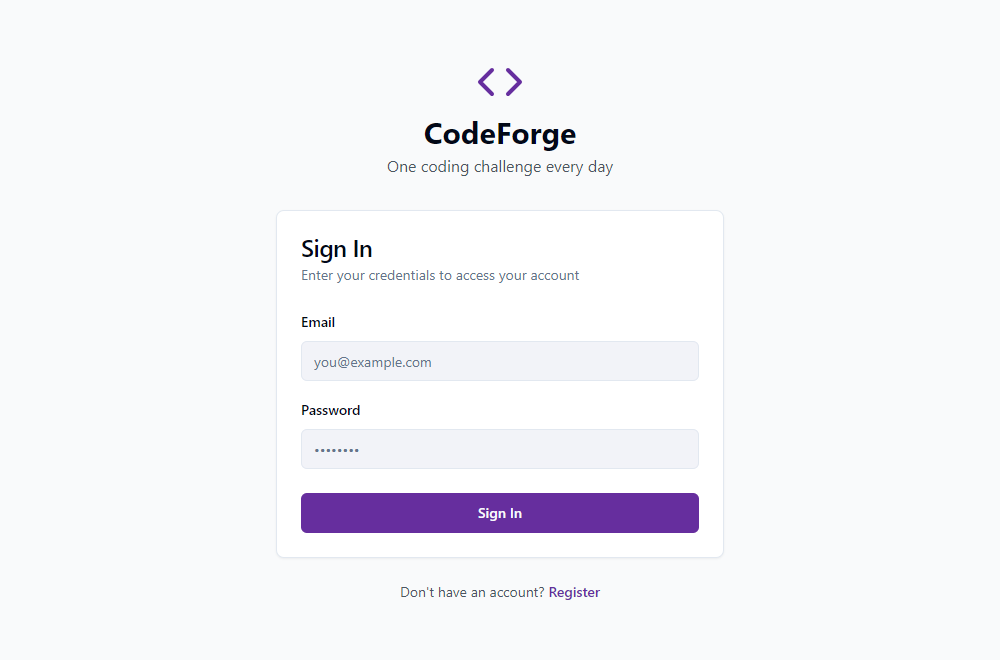 CodeForge
One coding challenge every day
Sign In
Enter your credentials to access your account
Email
you@example.com
Password
••••••••
Sign In
Don't have an account? Register